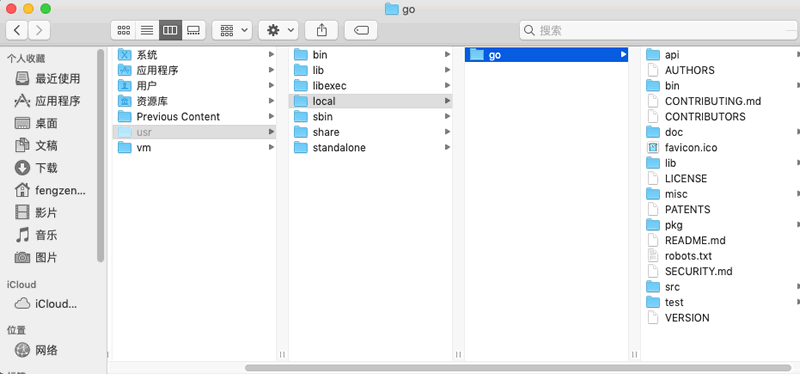 go
搜索
个人收藏
最近使用
应用程序
桌面
文稿
下载
fengzen...
影片
音乐
图片
iCloud
iCloud...
位置
网络
系统
应用程序
用户
资源库
Previous Content
usr
vm
bin
lib
libexec
local
sbin
share
standalone
go
api
AUTHORS
bin
CONTRIBUTING.md
CONTRIBUTORS
doc
favicon.ico
lib
LICENSE
misc
PATENTS
pkg
README.md
robots.txt
SECURITY.md
src
test
VERSION